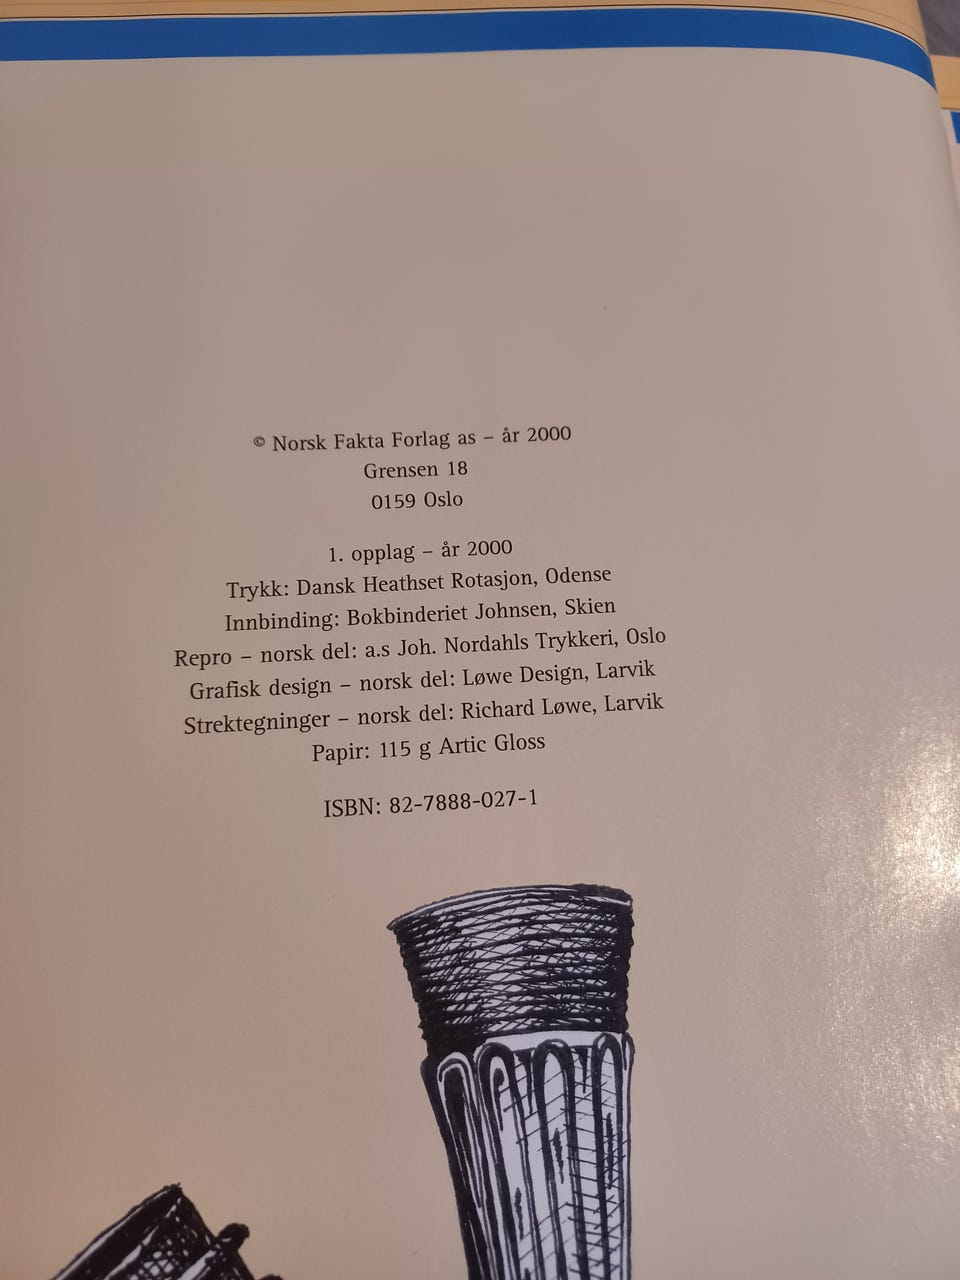 © Norsk Fakta Forlag as – år 2000
Grensen 18
0159 Oslo
1. opplag – år 2000
Trykk: Dansk Heathset Rotasjon, Odense
Innbinding: Bokbinderiet Johnsen, Skien
Repro – norsk del: a.s Joh. Nordahls Trykkeri, Oslo
Grafisk design – norsk del: Løwe Design, Larvik
Strektegninger – norsk del: Richard Løwe, Larvik
Papir: 115 g Artic Gloss
ISBN: 82-7888-027-1